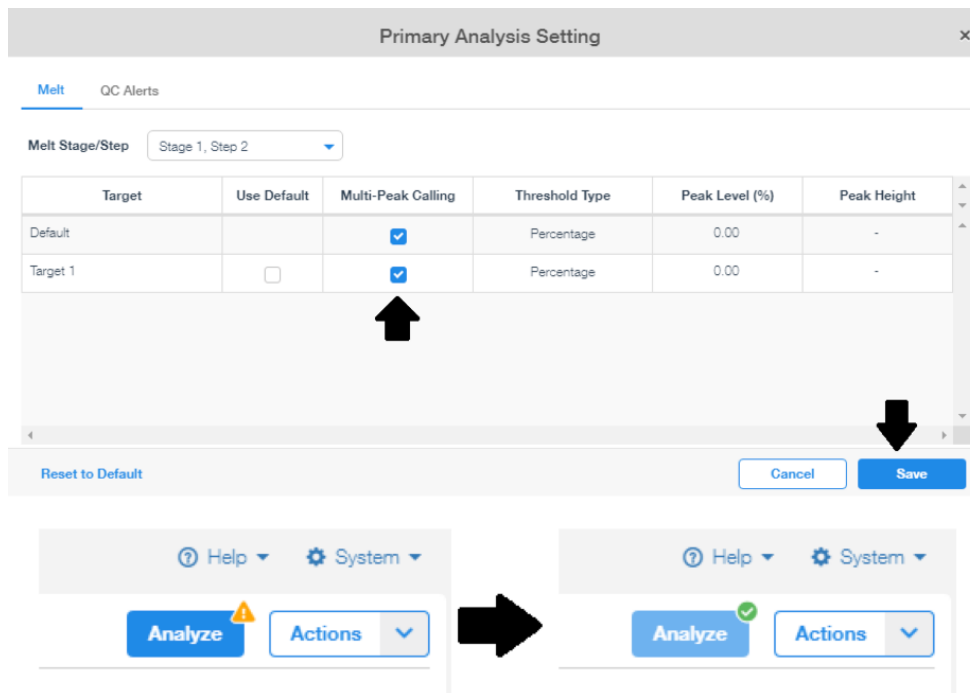 Primary Analysis Setting
Melt QC Alerts
Melt Stage/Step Stage 1, Step 2
Target Use Default Multi-Peak Calling Threshold Type Peak Level (%) Peak Height
Default Percentage 0.00 -
Target 1 Percentage 0.00 -
Reset to Default Cancel Save
Help System Help System
Analyze Actions Analyze Actions